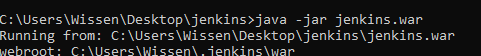 C:\Users\Wissen\Desktop\jenkins>java -jar jenkins.war
Running from: C:\Users\Wissen\Desktop\jenkins\jenkins.war
webroot: C:\Users\Wissen\.jenkins\war